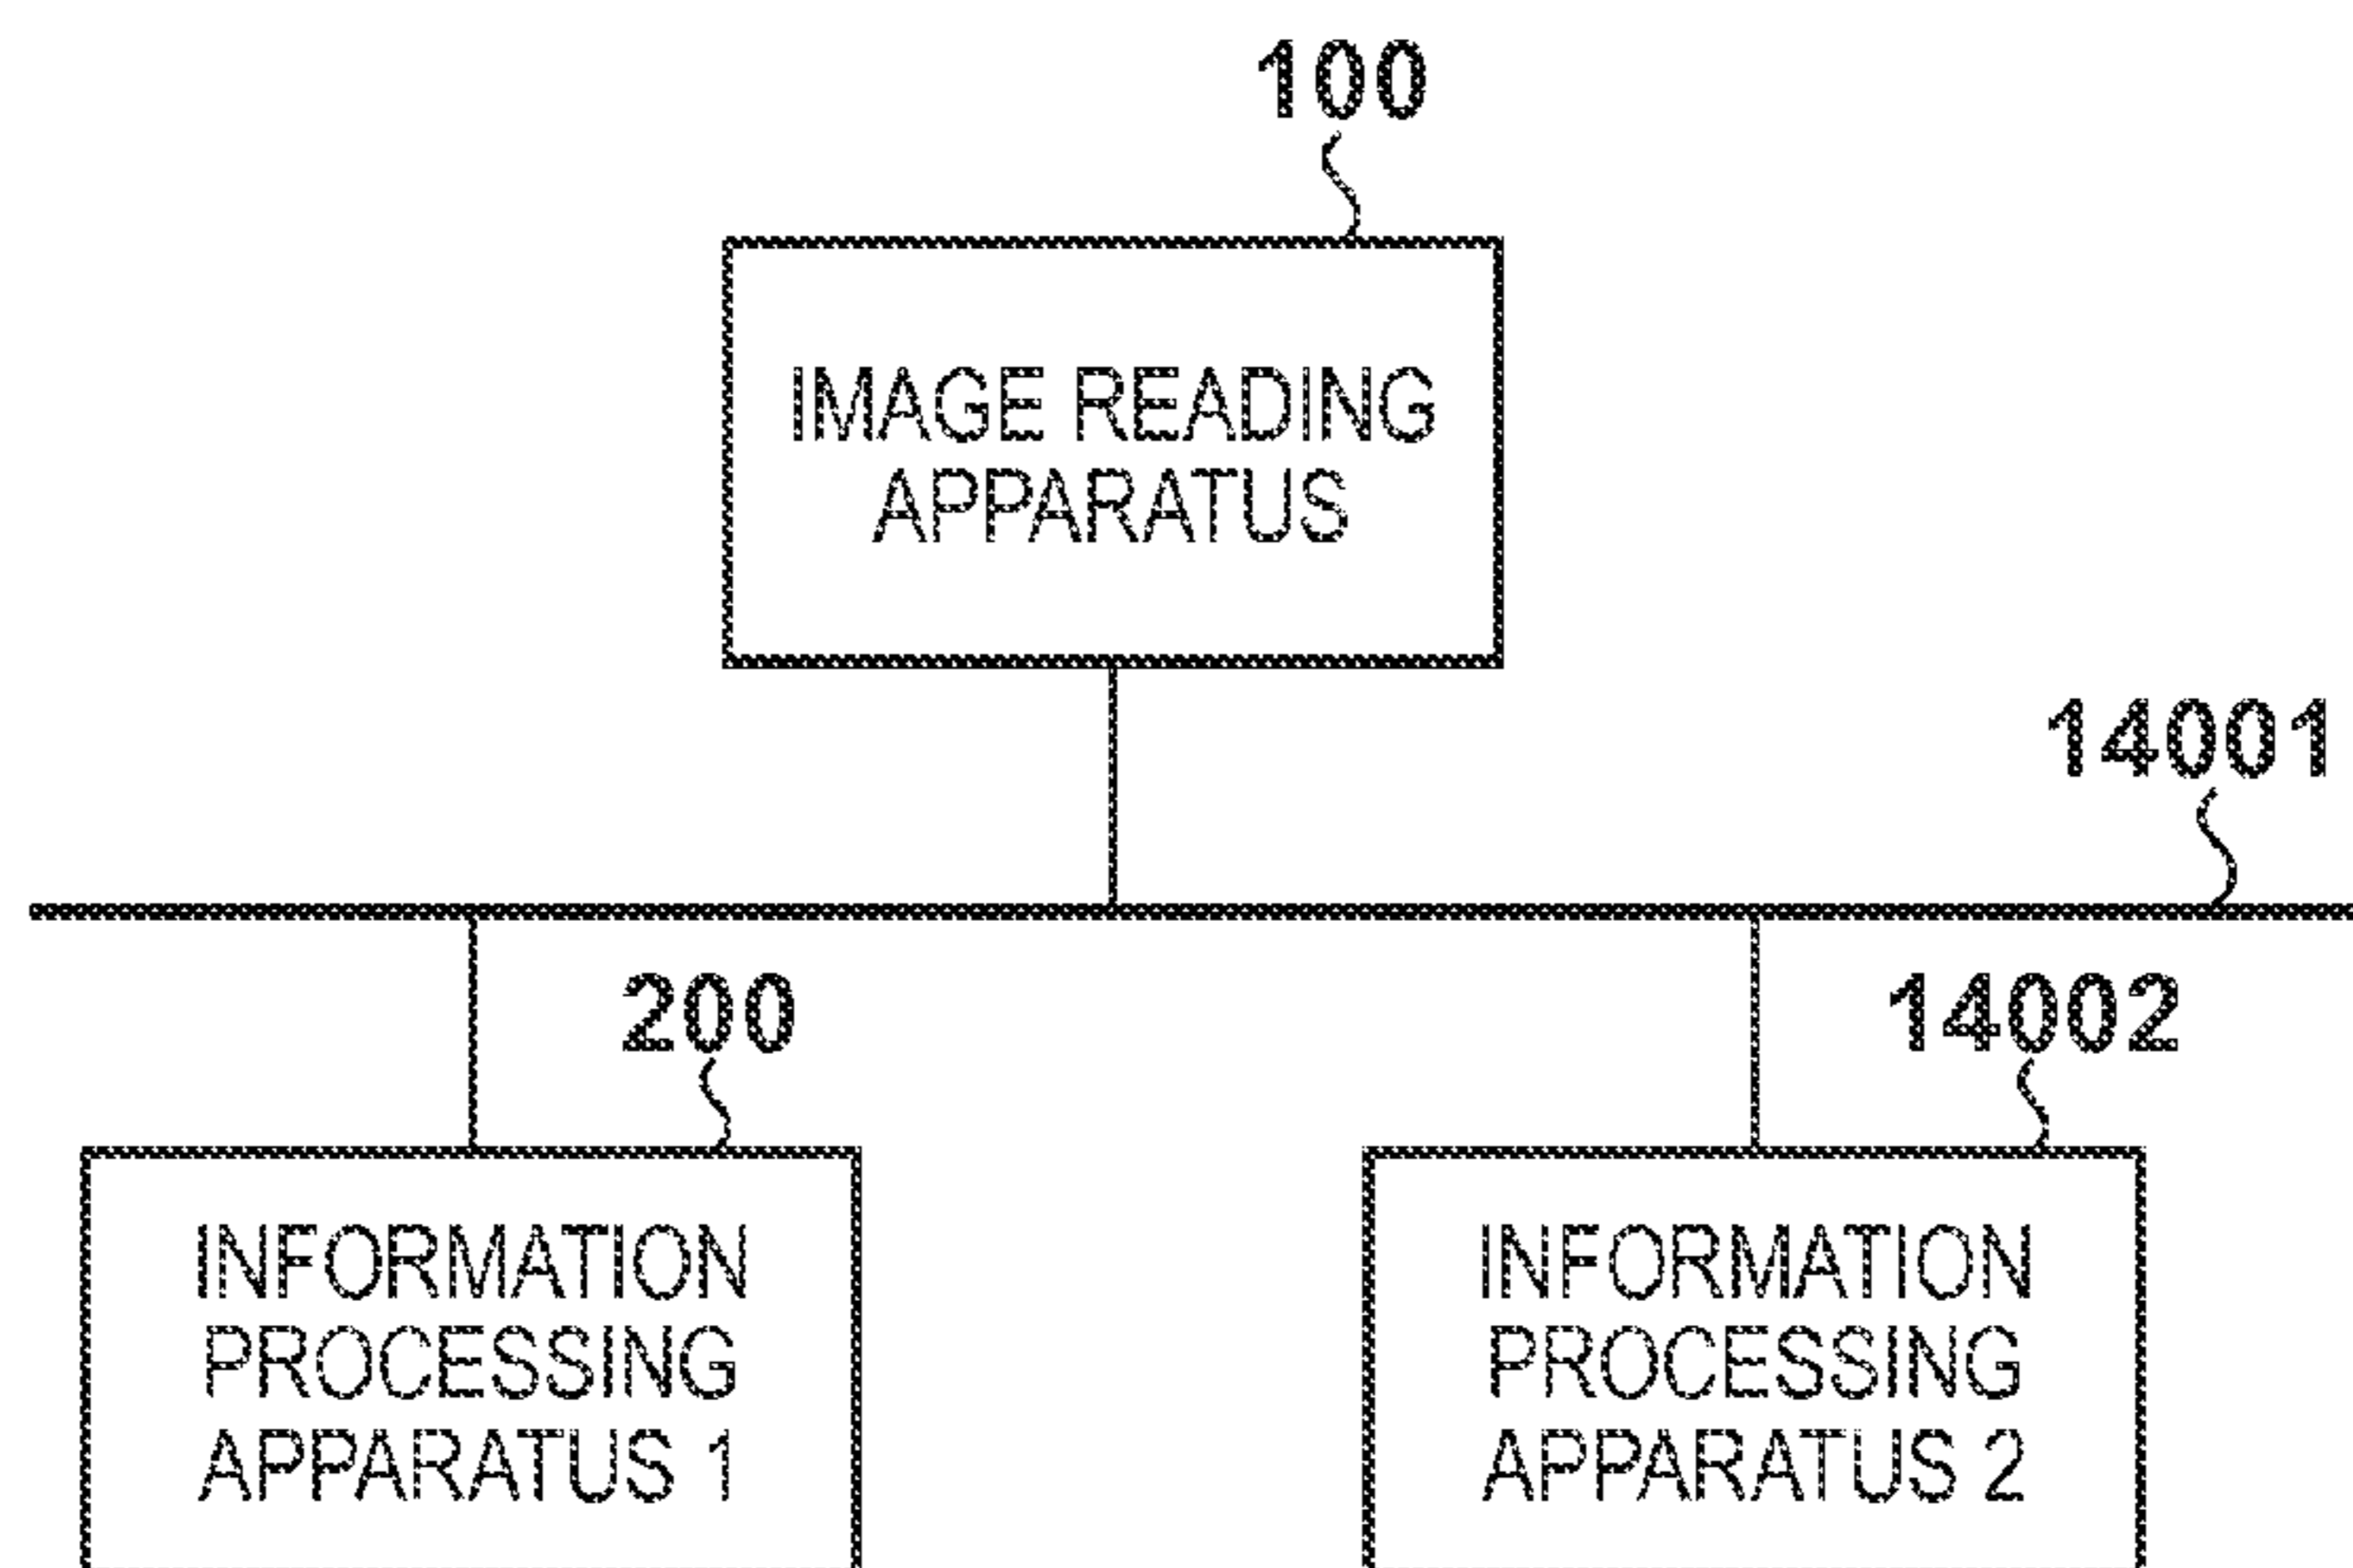 100
IMAGE READING
APPARATUS
14001
200
14002
INFORMATION
PROCESSING
APPARATUS 1
INFORMATION
PROCESSING
APPARATUS 2